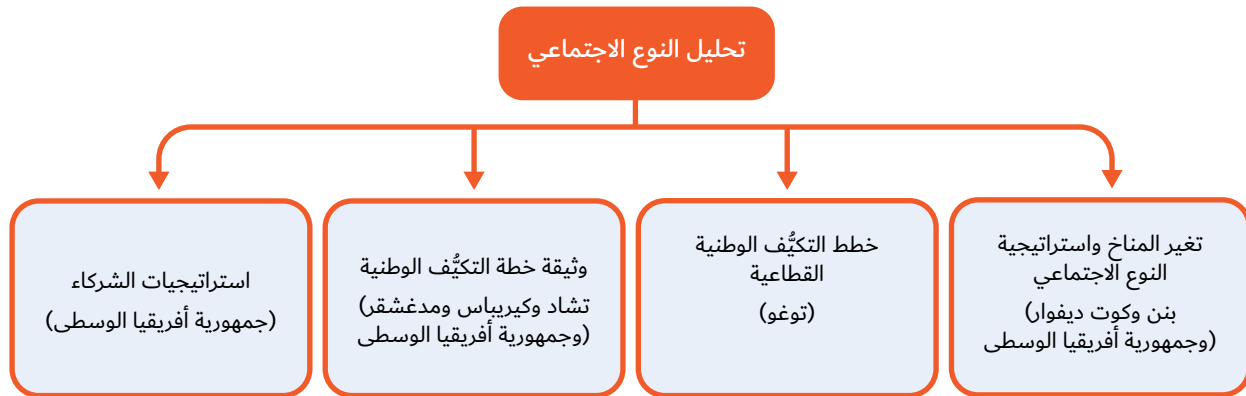 تحليل النوع الاجتماعي
تغير المناخ واستراتيجية
النوع الاجتماعي
بنن وكوت ديفوار)
(وجمهورية أفريقيا الوسطى
خطط التكيُّف الوطنية
القطاعية
(توغو)
وثيقة خطة التكيُّف الوطنية
تشاد وكيريباس ومدغشقر)
(وجمهورية أفريقيا الوسطى
استراتيجيات الشركاء
(جمهورية أفريقيا الوسطى)